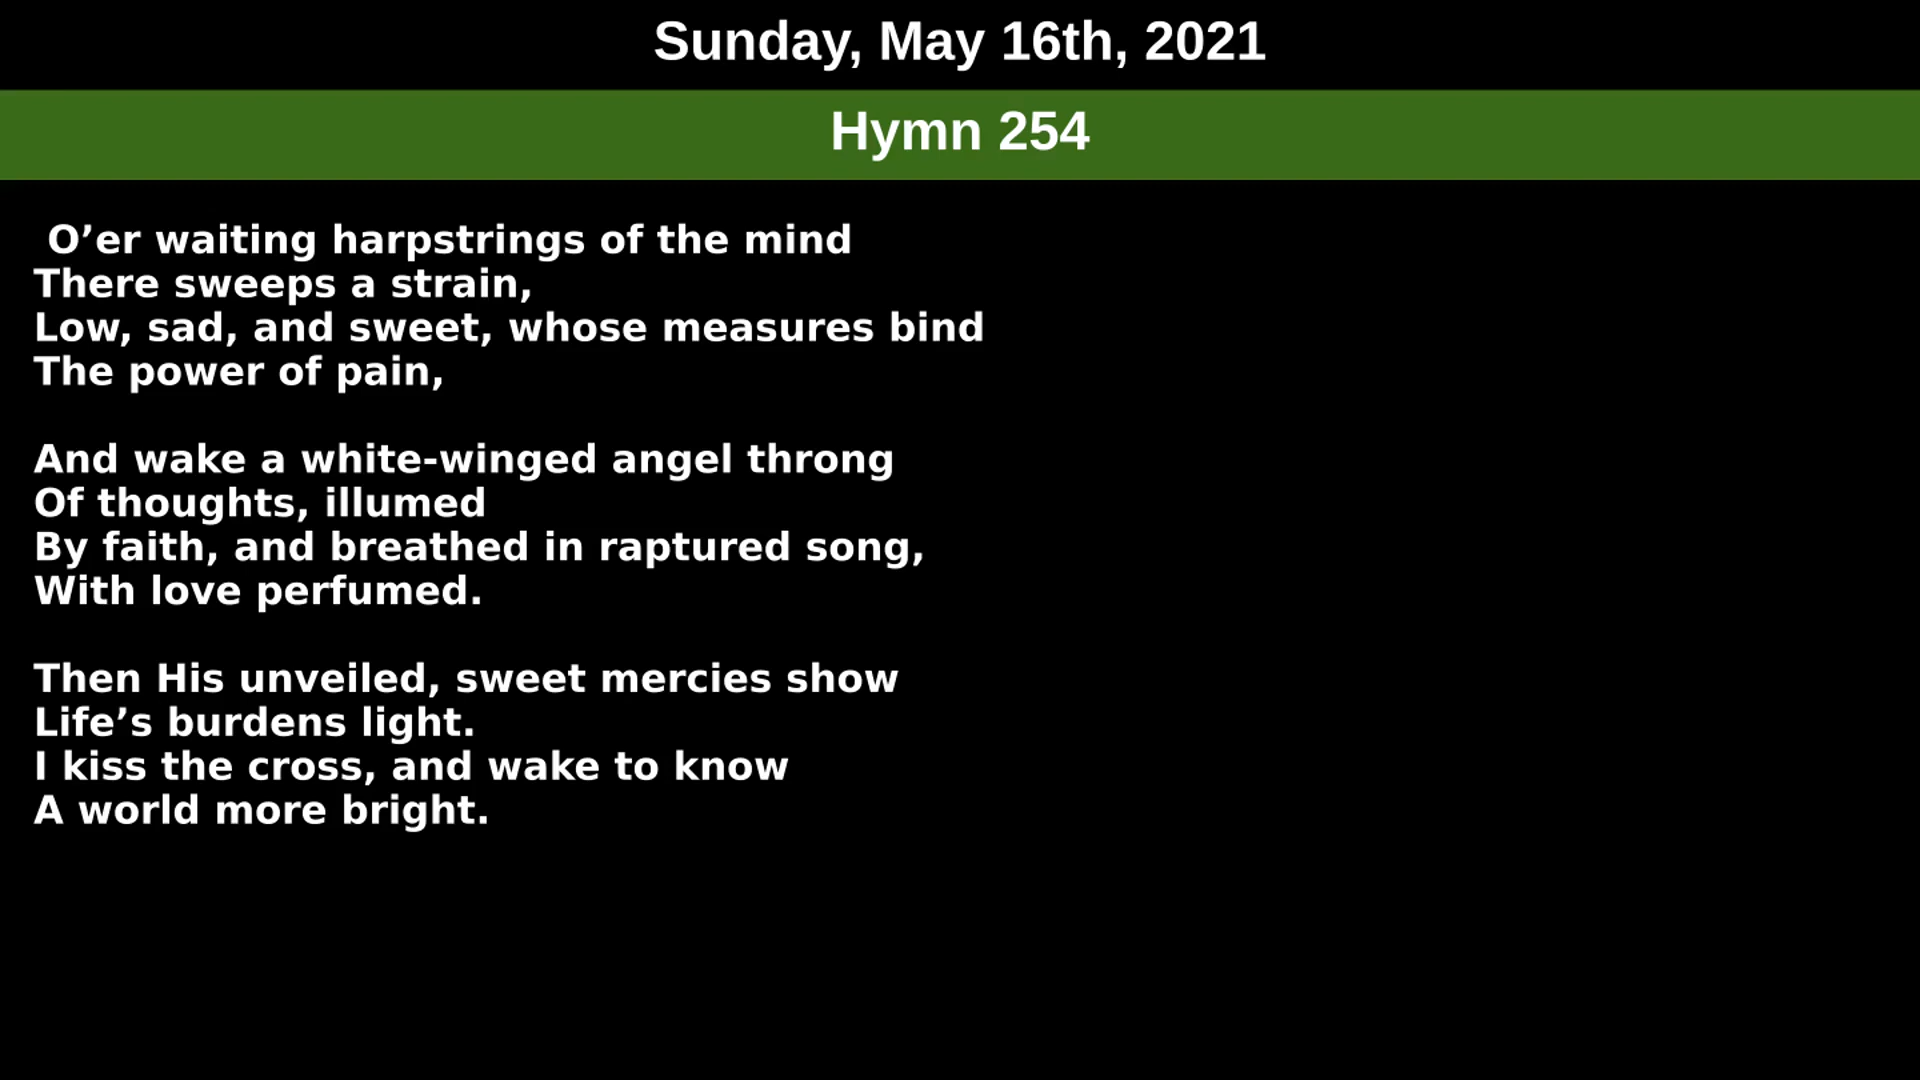 Sunday, May 16th, 2021
Hymn 254
O’er waiting harpstrings of the mind
There sweeps a strain,
Low, sad, and sweet, whose measures bind
The power of pain,
And wake a white-winged angel throng
Of thoughts, illumed
By faith, and breathed in raptured song,
With love perfumed.
Then His unveiled, sweet mercies show
Life’s burdens light.
I kiss the cross, and wake to know
A world more bright.